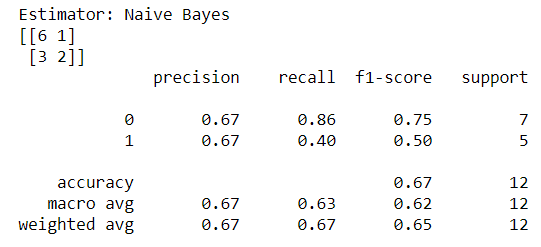 Estimator: Naive Bayes
[[6 1]
 [3 2]]
              precision    recall  f1-score   support

           0       0.67      0.86      0.75         7
           1       0.67      0.40      0.50         5

    accuracy                           0.67        12
   macro avg       0.67      0.63      0.62        12
weighted avg       0.67      0.67      0.65        12